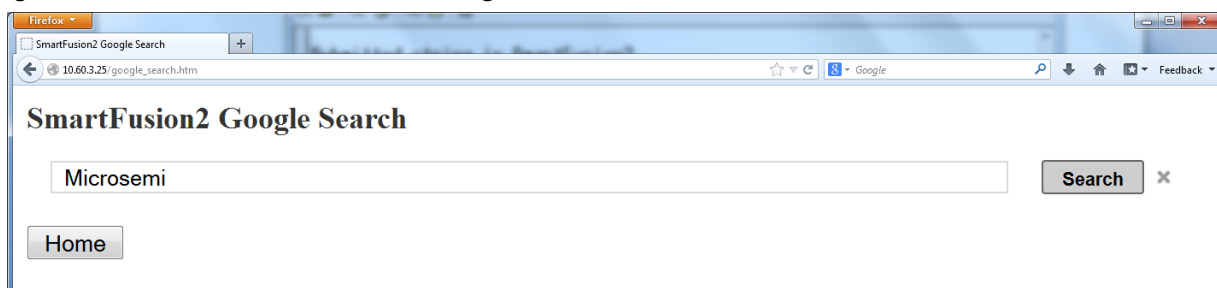 Firefox
SmartFusion2 Google Search +
10.60.3.25/google_search.htm Google Feedback
SmartFusion2 Google Search
Microsemi Search
Home